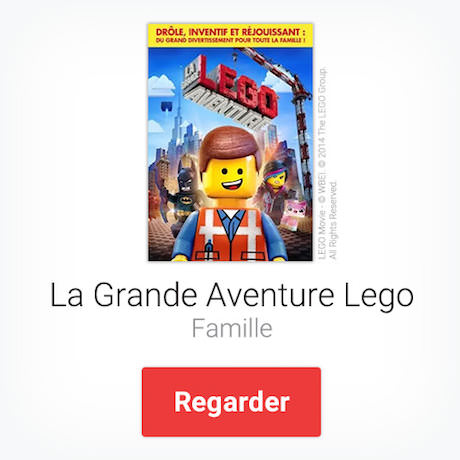 DRÔLE, INVENTIF ET RÉJOUISSANT :
DU GRAND DIVERTISSEMENT POUR TOUTE LA FAMILLE !
LA
GRANDE
LEGO
AVENTURE
LEGO Movie - © WBEI. © 2014 The LEGO Group.
All Rights Reserved.
La Grande Aventure Lego
Famille
Regarder